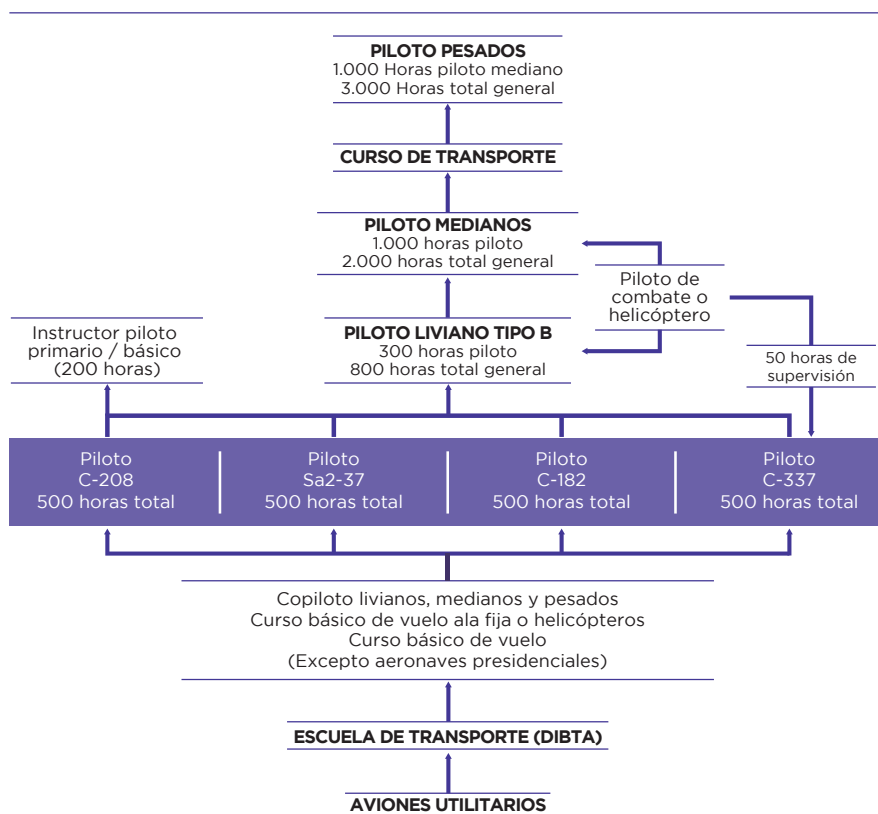 PILOTO PESADOS
1.000 Horas piloto mediano
3.000 Horas total general
CURSO DE TRANSPORTE
PILOTO MEDIANOS
1.000 horas piloto
2.000 horas total general
Piloto de
combate o
helicóptero
Instructor piloto
primario / básico
(200 horas)
PILOTO LIVIANO TIPO B
300 horas piloto
800 horas total general
50 horas de
supervisión
Piloto
C-208
500 horas total
Piloto
Sa2-37
500 horas total
Piloto
C-182
500 horas total
Piloto
C-337
500 horas total
Copiloto livianos, medianos y pesados
Curso básico de vuelo ala fija o helicópteros
Curso básico de vuelo
(Excepto aeronaves presidenciales)
ESCUELA DE TRANSPORTE (DIBTA)
AVIONES UTILITARIOS